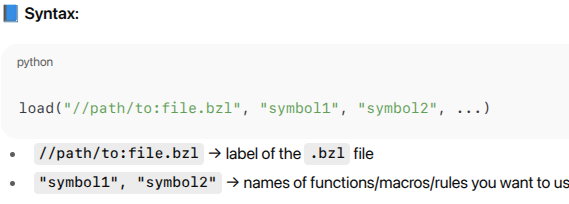 📘 Syntax:
python
load("//path/to:file.bzl", "symbol1", "symbol2", ...)
• //path/to:file.bzl → label of the .bzl file
• "symbol1", "symbol2" → names of functions/macros/rules you want to us